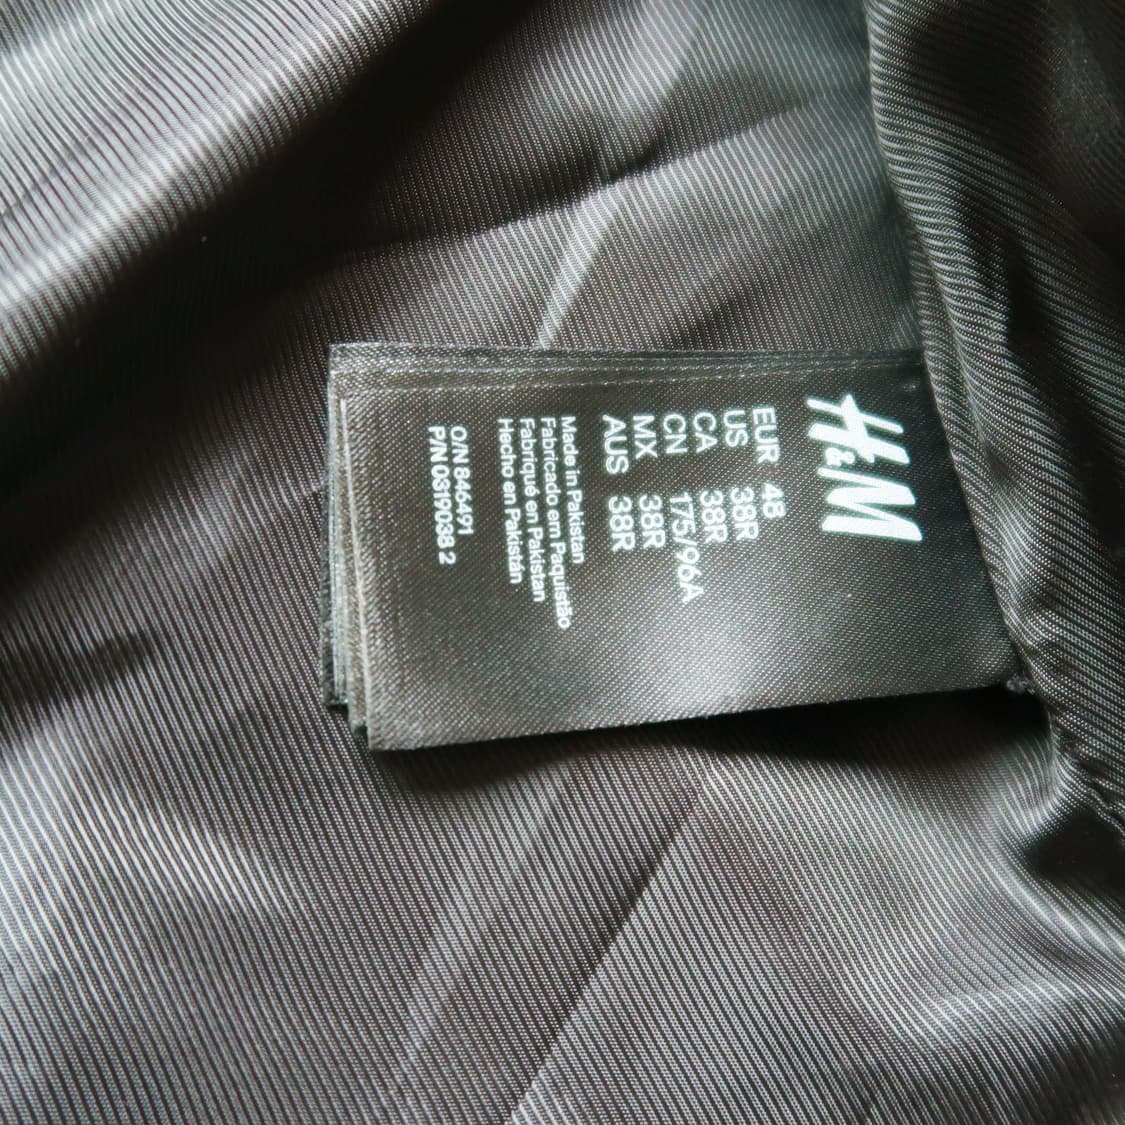 H&M
EUR 48
US 38R
CA 38R
CN 175/96A
MX 38R
AUS 38R
Made in Pakistan
Fabricado em Paquistão
Fabriqué en Pakistan
Hecho en Pakistán
O/N 846491
P/N 0319038 2